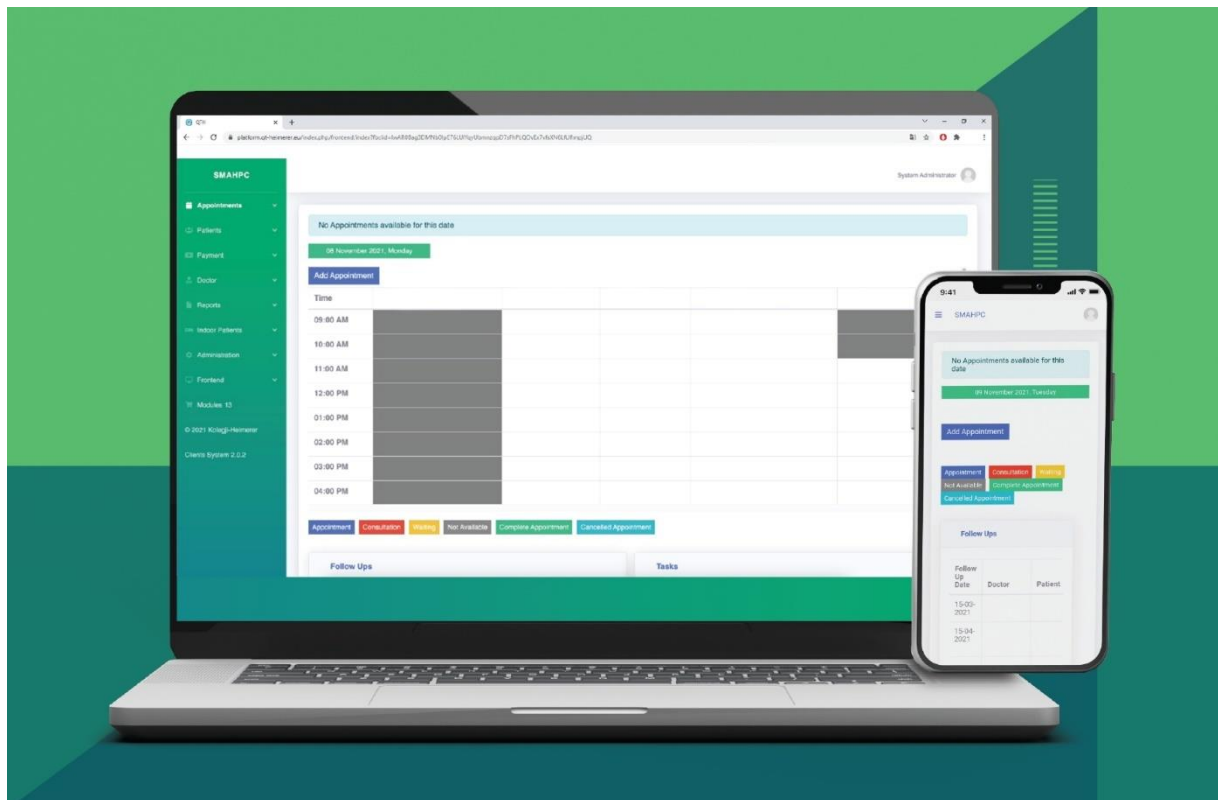 SMAHPC
System Administrator
Appointments
Patients
Payment
Doctor
Reports
Indoor Patients
Administration
Frontend
Modules 13
© 2021 Kolegji-Heimerer
Clients System 2.0.2
No Appointments available for this date
08 November 2021, Monday
Add Appointment
Time
09:00 AM
10:00 AM
11:00 AM
12:00 PM
01:00 PM
02:00 PM
03:00 PM
04:00 PM
Appointment Consultation Waiting Not Available Complete Appointment Cancelled Appointment
Follow Ups Tasks
9:41
SMAHPC
No Appointments available for this
date
09 November 2021, Tuesday
Add Appointment
Appointment Consultation Waiting
Not Available Complete Appointment
Cancelled Appointment
Follow Ups
Follow
Up
Date Doctor Patient
15-03-
2021
15-04-
2021